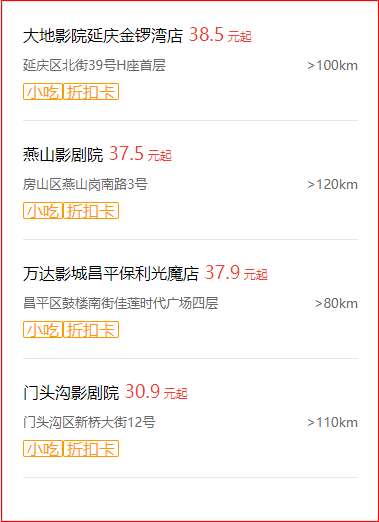 大地影院延庆金锣湾店 38.5 元起
延庆区北街39号H座首层 >100km
小吃 折扣卡
燕山影剧院 37.5 元起
房山区燕山岗南路3号 >120km
小吃 折扣卡
万达影城昌平保利光魔店 37.9 元起
昌平区鼓楼南街佳莲时代广场四层 >80km
小吃 折扣卡
门头沟影剧院 30.9 元起
门头沟区新桥大街12号 >110km
小吃 折扣卡